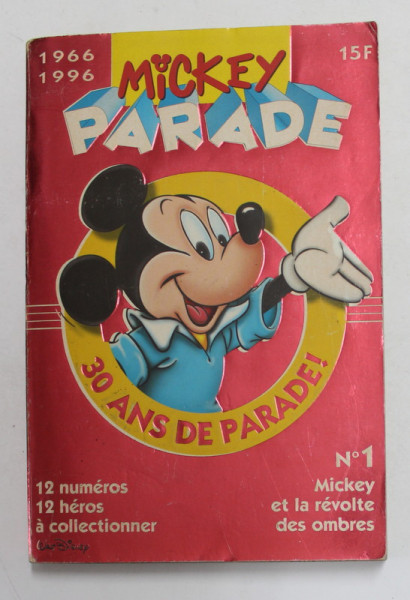 1966
1996
MiCKEY
15F
PARADE
30 ANS DE PARADE!
N° 1
Mickey
et la révolte
des ombres
12 numéros
12 héros
à collectionner